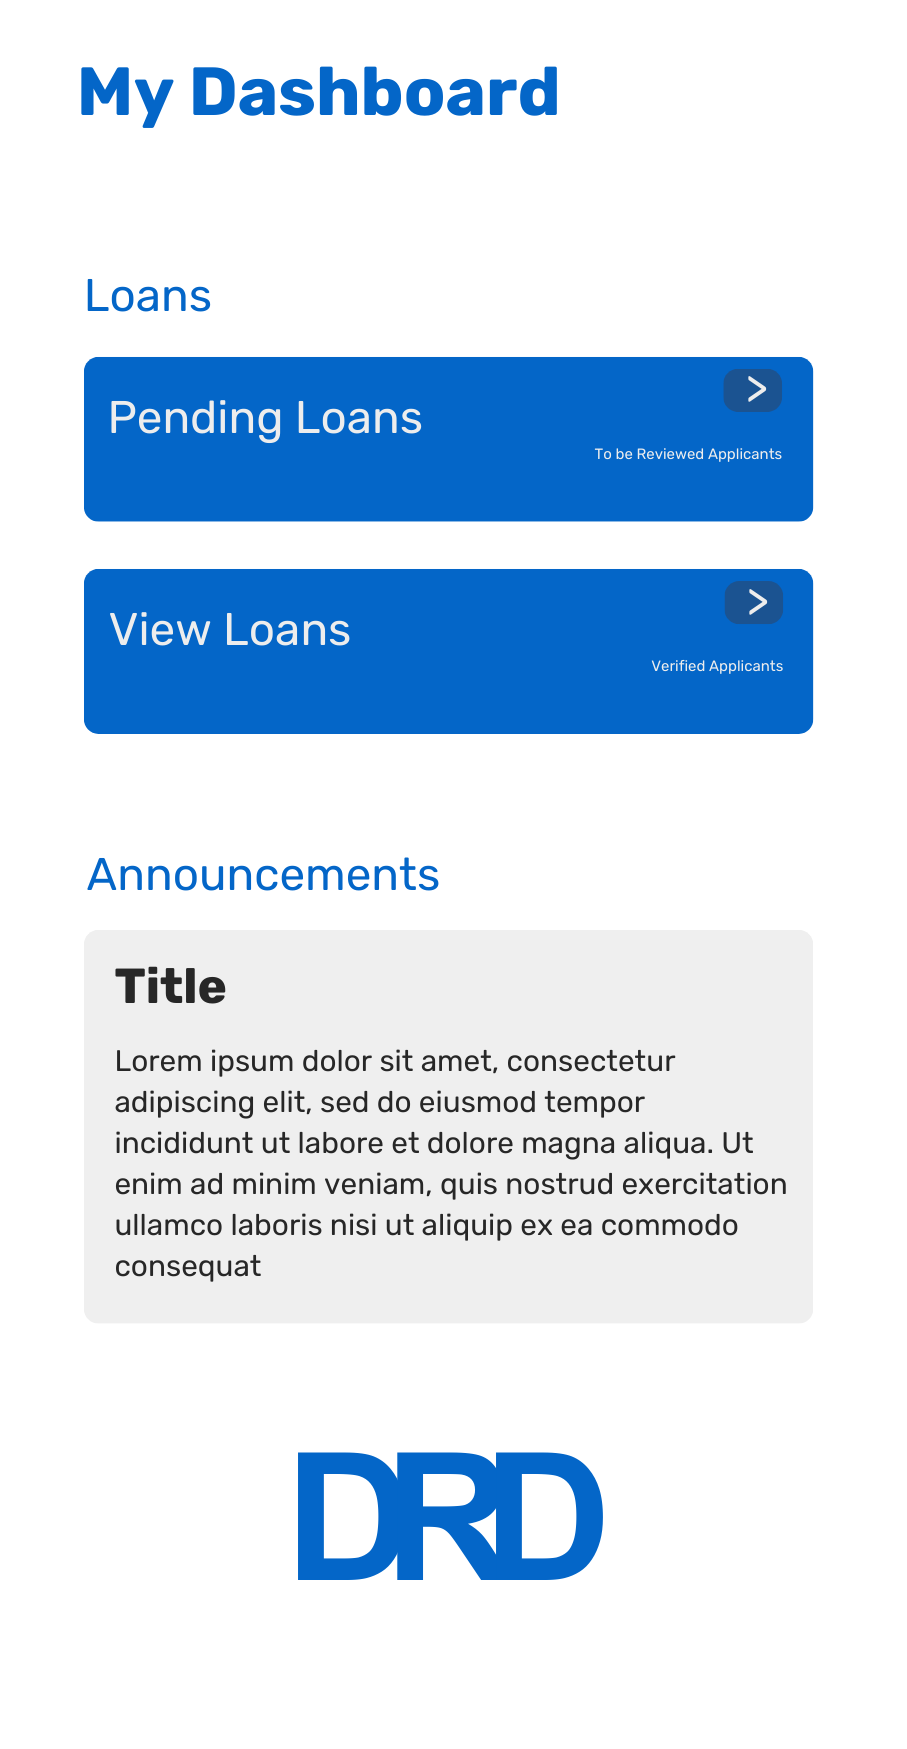 My Dashboard
Loans
Pending Loans
>
To be Reviewed Applicants
View Loans
>
Verified Applicants
Announcements
Title
Lorem ipsum dolor sit amet, consectetur
adipiscing elit, sed do eiusmod tempor
incididunt ut labore et dolore magna aliqua. Ut
enim ad minim veniam, quis nostrud exercitation
ullamco laboris nisi ut aliquip ex ea commodo
consequat
DRD